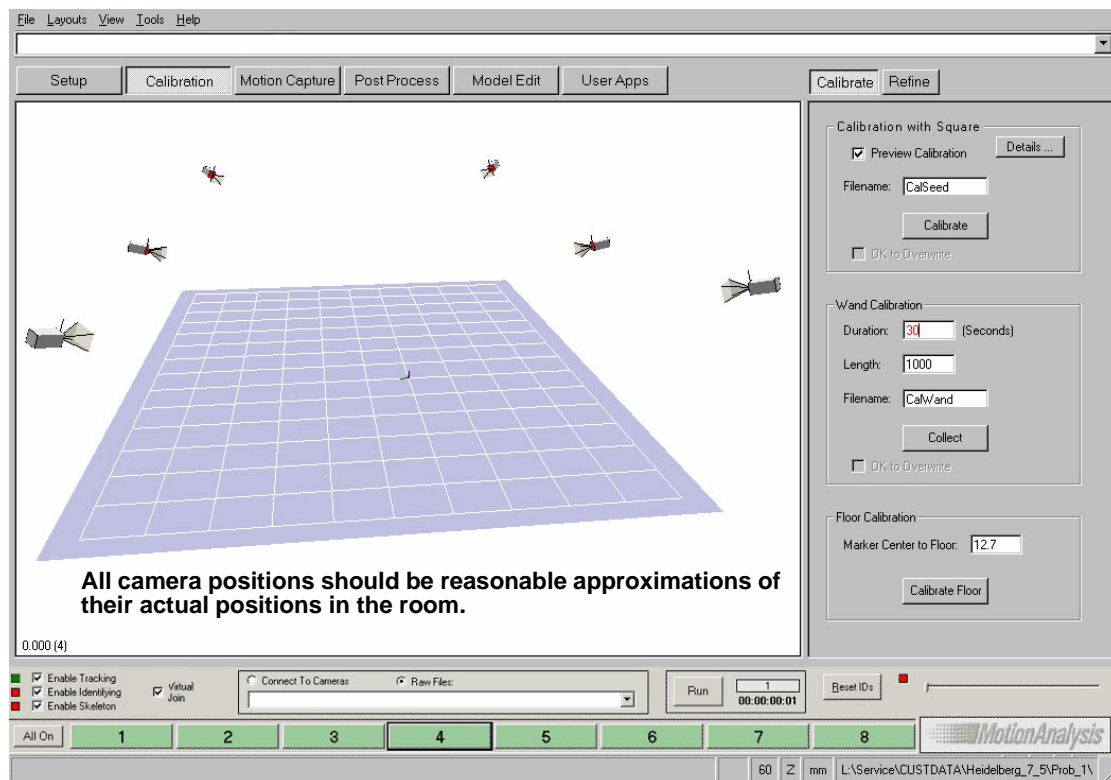 File Layouts View Tools Help
Setup Calibration Motion Capture Post Process Model Edit User Apps Calibrate Refine
Calibration with Square
Preview Calibration Details ...
Filename: CalSeed
Calibrate
OK to Overwrite
Wand Calibration
Duration: 30 (Seconds)
Length: 1000
Filename: CalWand
Collect
OK to Overwrite
Floor Calibration
Marker Center to Floor: 12.7
Calibrate Floor
All camera positions should be reasonable approximations of
their actual positions in the room.
0.000 (4)
Enable Tracking
Enable Identifying
Enable Skeleton
Virtual
Join
Connect To Cameras Raw Files:
Run 1
00:00:00:01
Reset IDs
All On 1 2 3 4 5 6 7 8 MotionAnalysis
60 Z mm L:\Service\CUSTDATA\Heidelberg_7_5\Prob_1\